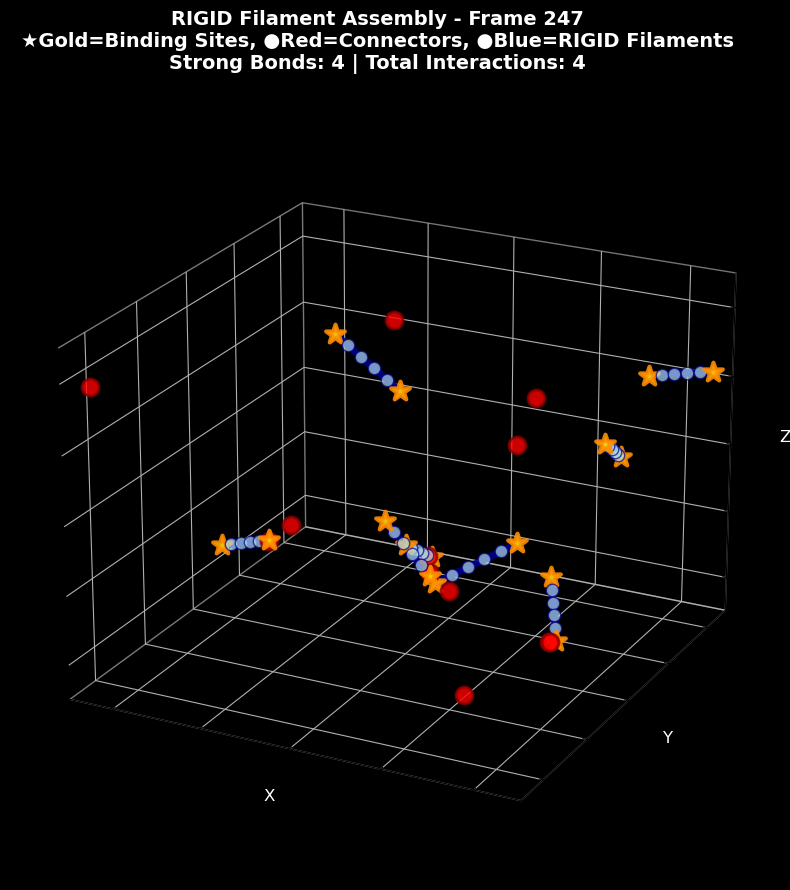 RIGID Filament Assembly - Frame 247
★Gold=Binding Sites, ●Red=Connectors, ●Blue=RIGID Filaments
Strong Bonds: 4 | Total Interactions: 4
Z
Y
X